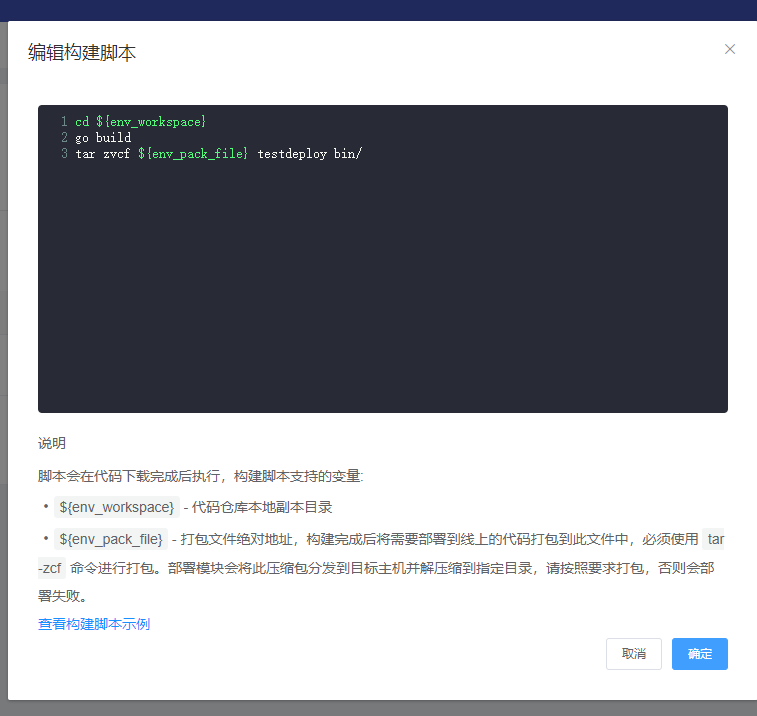 编辑构建脚本
1 cd ${env_workspace}
2 go build
3 tar zvcf ${env_pack_file} testdeploy bin/
说明
脚本会在代码下载完成后执行，构建脚本支持的变量:
• ${env_workspace} - 代码仓库本地副本目录
• ${env_pack_file} - 打包文件绝对地址，构建完成后将需要部署到线上的代码打包到此文件中，必须使用 tar
-zcf 命令进行打包。部署模块会将此压缩包分发到目标主机并解压缩到指定目录，请按照要求打包，否则会部
署失败。
查看构建脚本示例
取消 确定